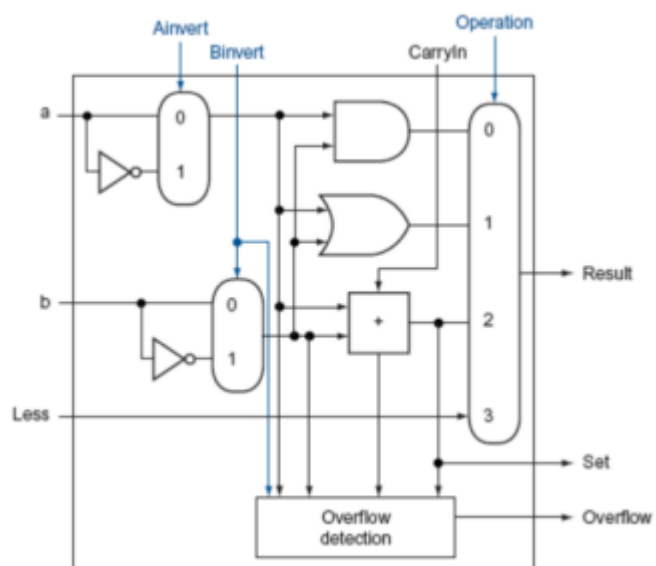 Operation
Ainvert
CarryIn
Binvert
a
0
0
1
1
Result
b
0
+
2
1
Less
3
Set
Overflow
detection
Overflow